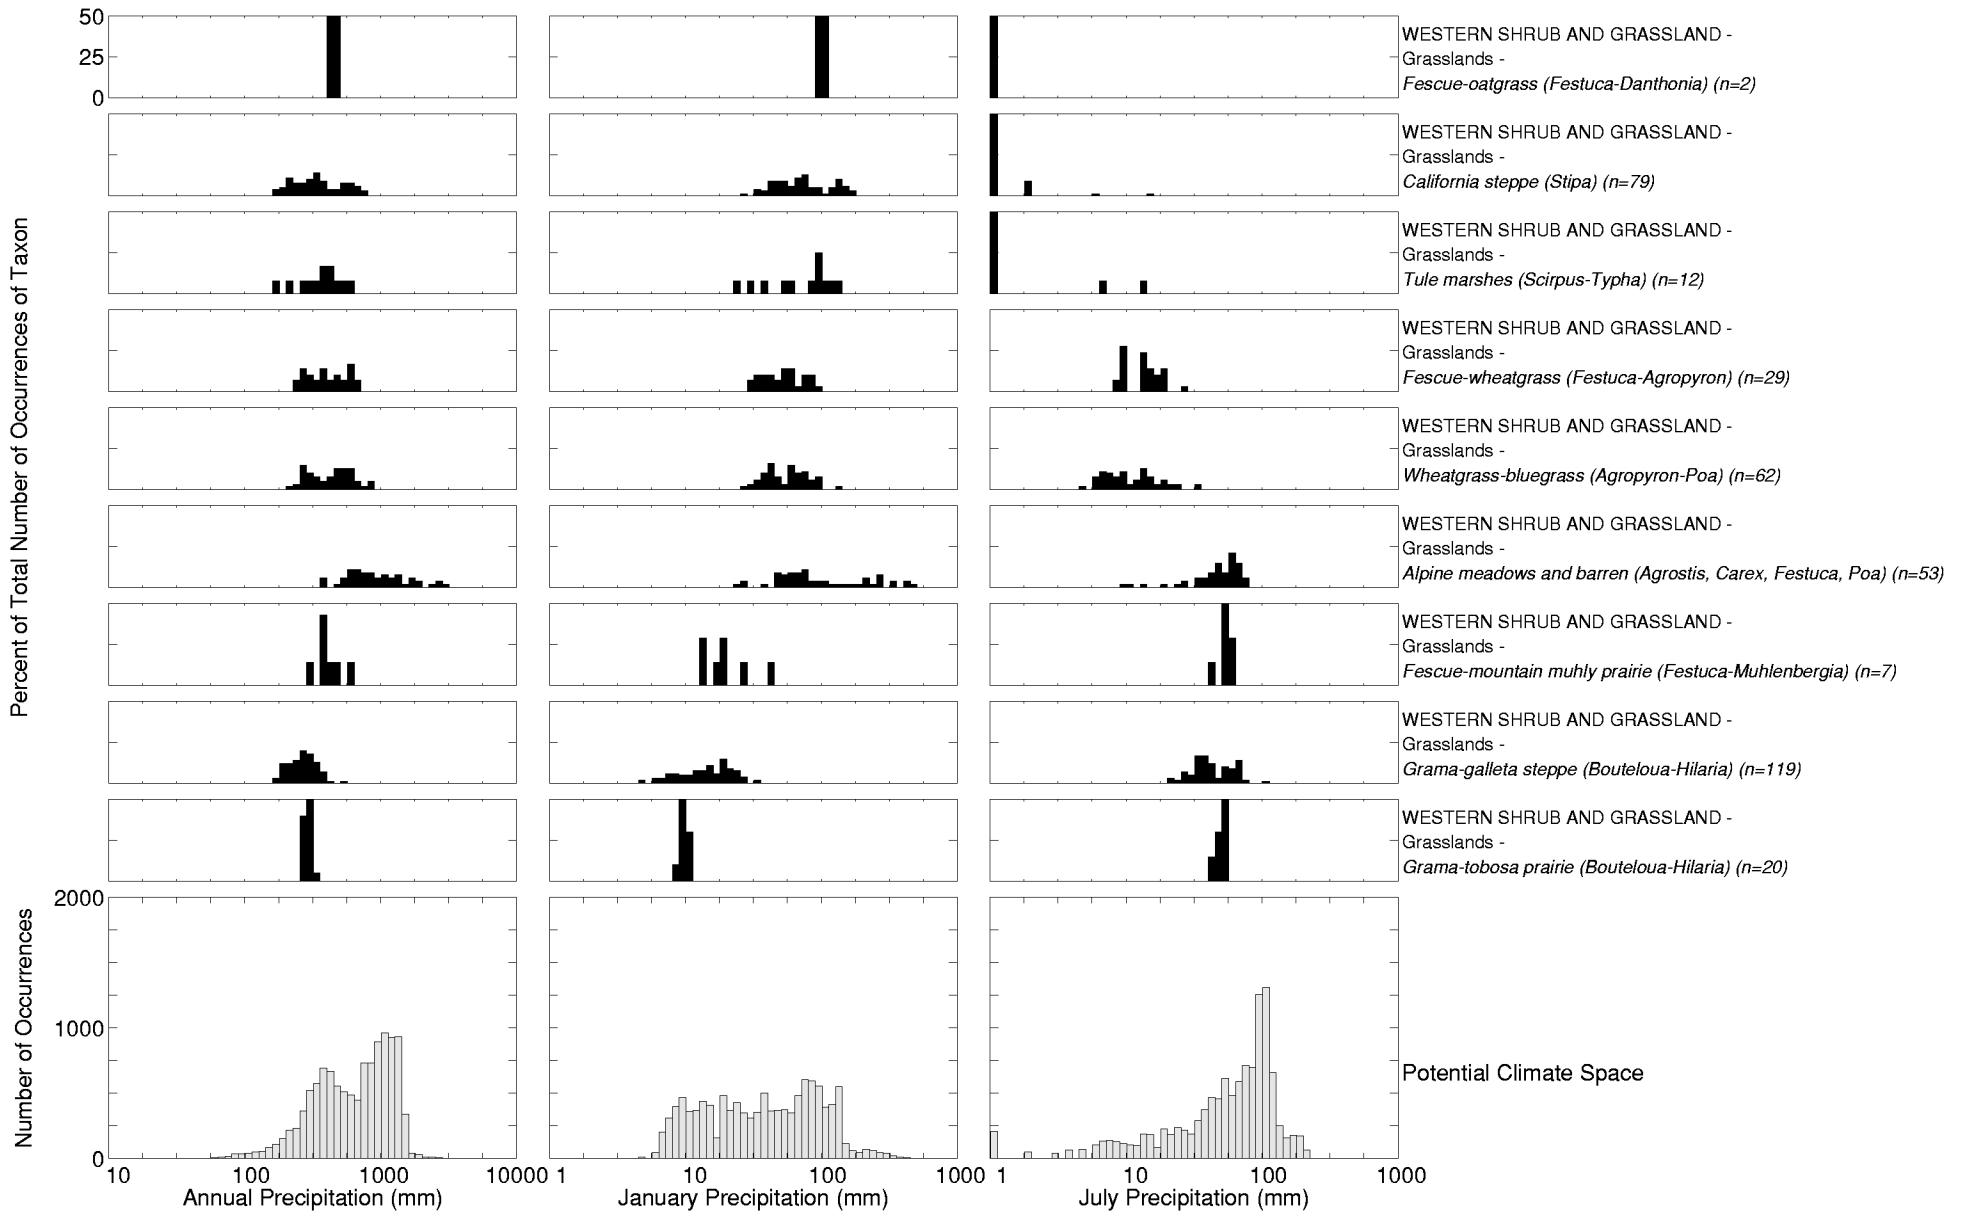 50
25
0
WESTERN SHRUB AND GRASSLAND -
Grasslands -
Fescue-oatgrass (Festuca-Danthonia) (n=2)
WESTERN SHRUB AND GRASSLAND -
Grasslands -
California steppe (Stipa) (n=79)
WESTERN SHRUB AND GRASSLAND -
Grasslands -
Tule marshes (Scirpus-Typha) (n=12)
WESTERN SHRUB AND GRASSLAND -
Grasslands -
Fescue-wheatgrass (Festuca-Agropyron) (n=29)
WESTERN SHRUB AND GRASSLAND -
Grasslands -
Wheatgrass-bluegrass (Agropyron-Poa) (n=62)
WESTERN SHRUB AND GRASSLAND -
Grasslands -
Alpine meadows and barren (Agrostis, Carex, Festuca, Poa) (n=53)
WESTERN SHRUB AND GRASSLAND -
Grasslands -
Fescue-mountain muhly prairie (Festuca-Muhlenbergia) (n=7)
WESTERN SHRUB AND GRASSLAND -
Grasslands -
Grama-galleta steppe (Bouteloua-Hilaria) (n=119)
WESTERN SHRUB AND GRASSLAND -
Grasslands -
Grama-tobosa prairie (Bouteloua-Hilaria) (n=20)
Percent of Total Number of Occurrences of Taxon
2000
1000
0
Number of Occurrences
Potential Climate Space
10 100 1000 10000
Annual Precipitation (mm)
1 10 100 1000
January Precipitation (mm)
1 10 100 1000
July Precipitation (mm)